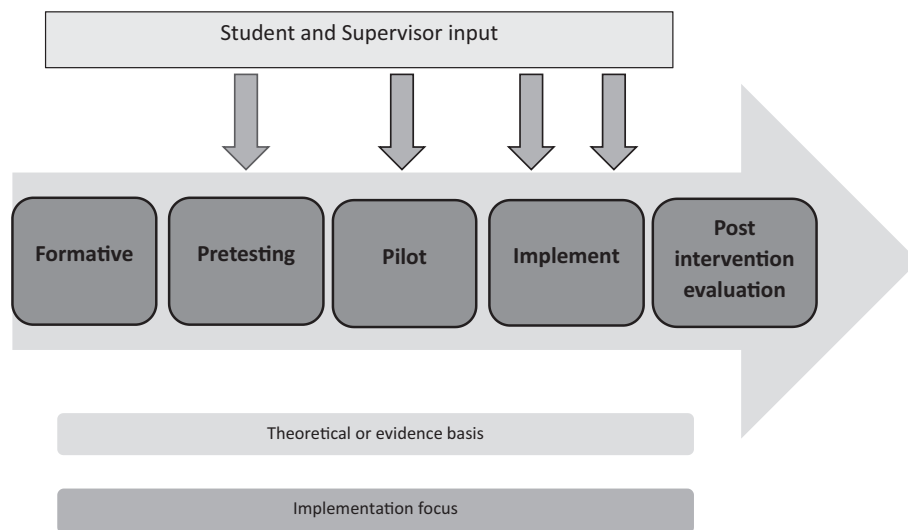 Student and Supervisor input
Formative
Pretesting
Pilot
Implement
Post
intervention
evaluation
Theoretical or evidence basis
Implementation focus